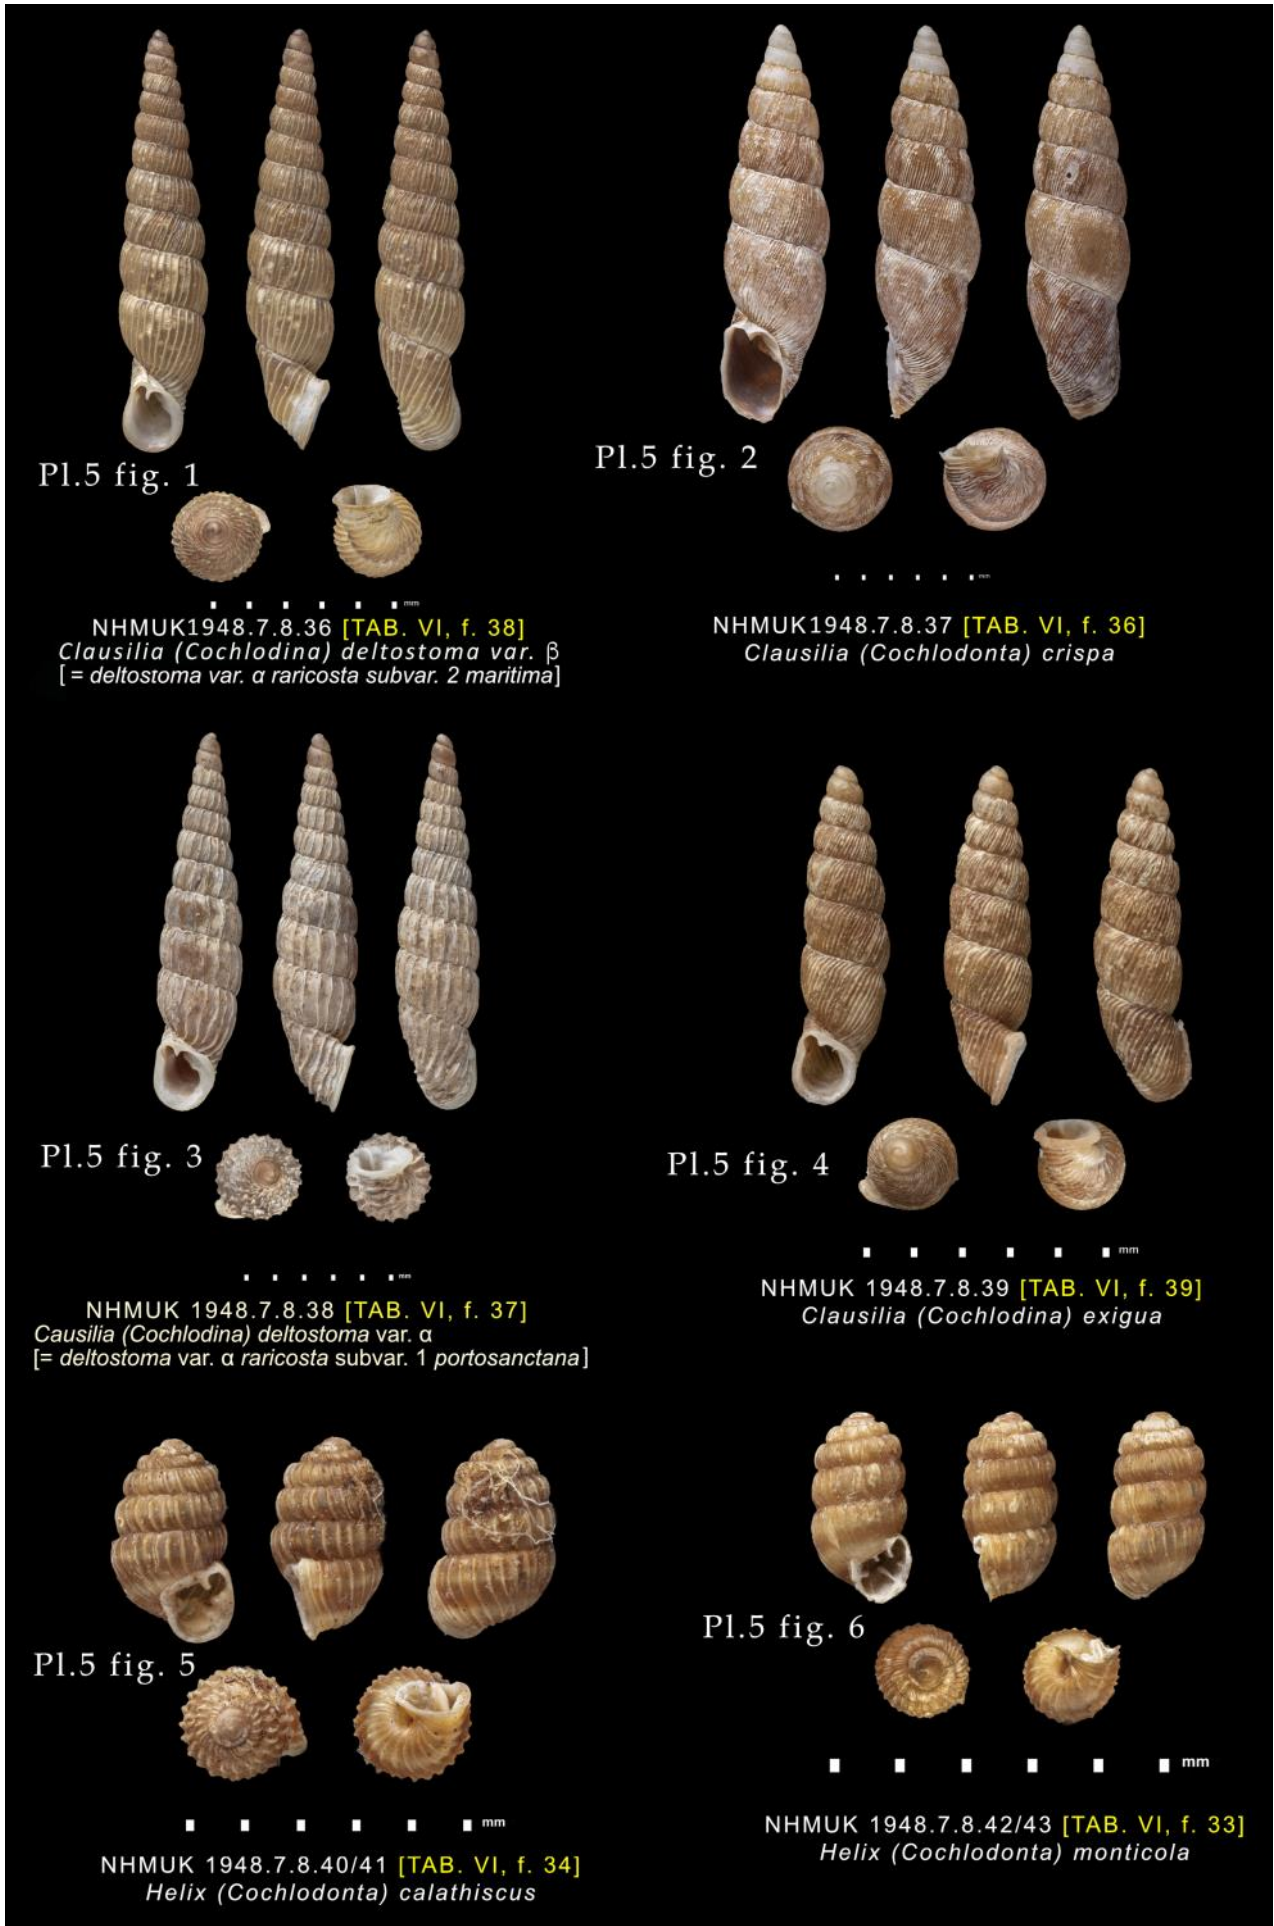 Pl.5 fig. 1
mm
NHMUK1948.7.8.36 [TAB. VI, f. 38]
Clausilia (Cochlodina) deltostoma var. β
[ = deltostoma var. α raricosta subvar. 2 maritima]
Pl.5 fig. 2
mm
NHMUK1948.7.8.37 [TAB. VI, f. 36]
Clausilia (Cochlodonta) crispa
Pl.5 fig. 3
mm
NHMUK 1948.7.8.38 [TAB. VI, f. 37]
Causilia (Cochlodina) deltostoma var. α
[= deltostoma var. α raricosta subvar. 1 portosanctana]
Pl.5 fig. 4
mm
NHMUK 1948.7.8.39 [TAB. VI, f. 39]
Clausilia (Cochlodina) exigua
Pl.5 fig. 5
mm
NHMUK 1948.7.8.40/41 [TAB. VI, f. 34]
Helix (Cochlodonta) calathiscus
Pl.5 fig. 6
mm
NHMUK 1948.7.8.42/43 [TAB. VI, f. 33]
Helix (Cochlodonta) monticola